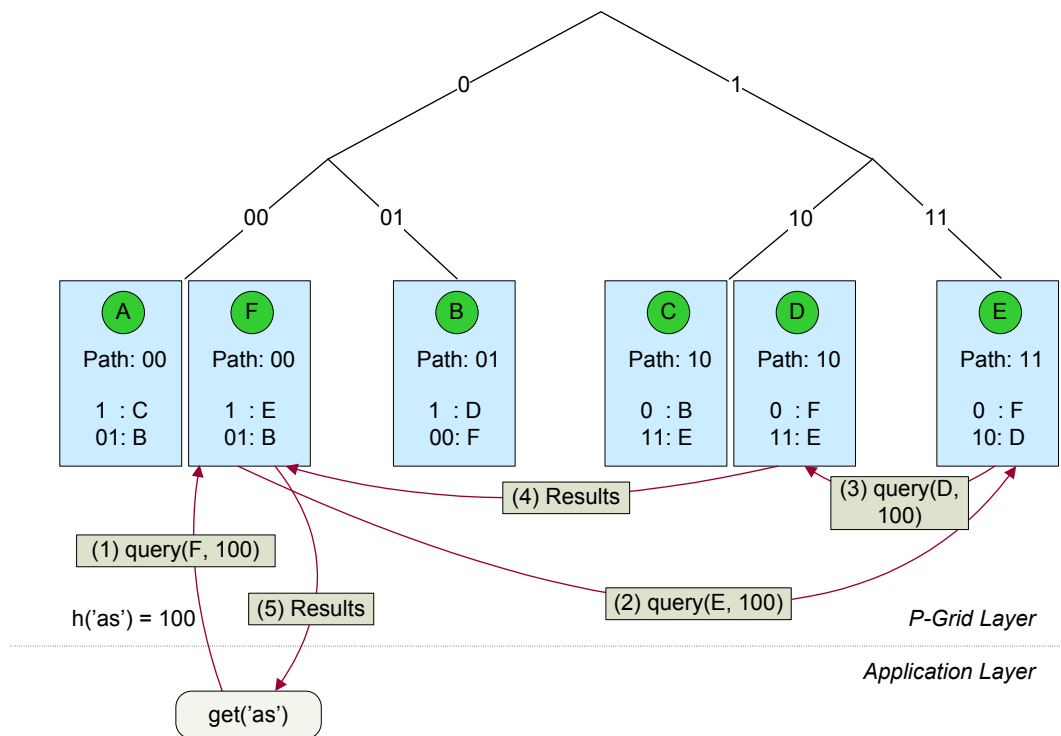 0
1
00
01
10
11
A
F
B
C
D
E
Path: 00
Path: 00
Path: 01
Path: 10
Path: 10
Path: 11
1 : C
01: B
1 : E
01: B
1 : D
00: F
0 : B
11: E
0 : F
11: E
0 : F
10: D
(4) Results
(3) query(D,
100)
(1) query(F, 100)
(5) Results
(2) query(E, 100)
h('as') = 100
P-Grid Layer
Application Layer
get('as')